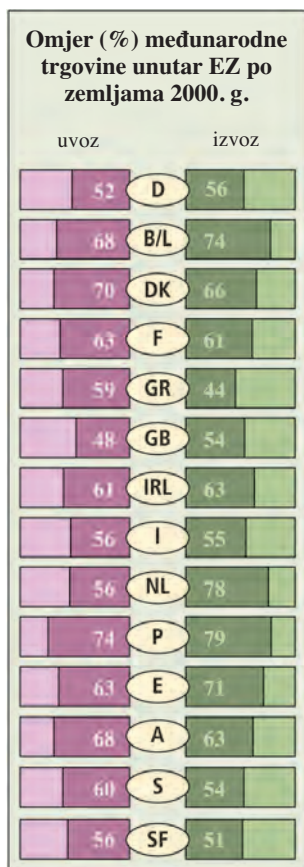 Omjer (%) međunarodne
trgovine unutar EZ po
zemljama 2000. g.
uvoz izvoz
52 D 56
68 B/L 74
70 DK 66
63 F 61
59 GR 44
48 GB 54
61 IRL 63
56 I 55
56 NL 78
74 P 79
63 E 71
68 A 63
60 S 54
56 SF 51